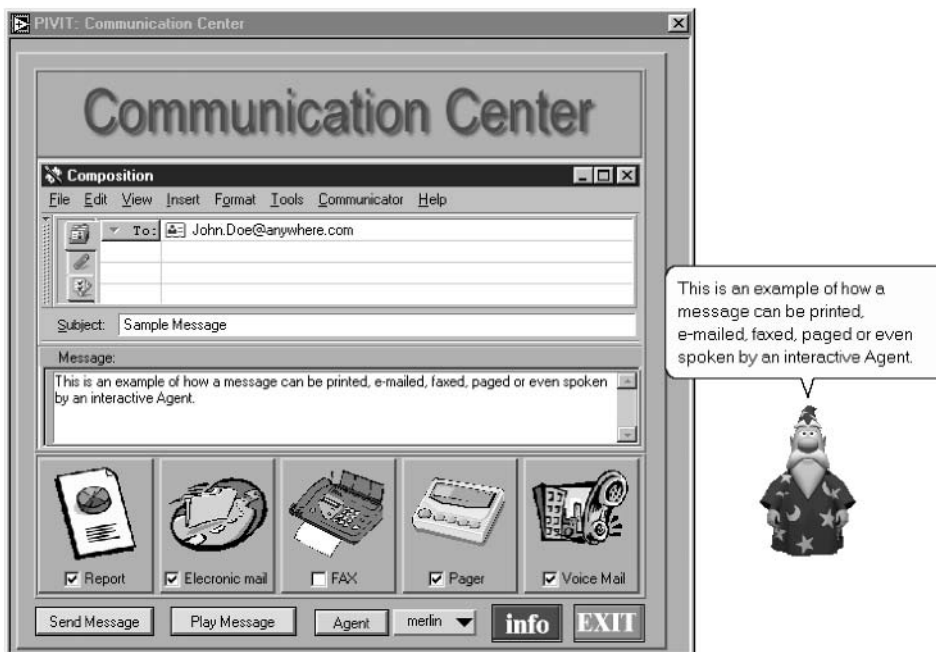 PIVIT: Communication Center
Communication Center
Composition
File Edit View Insert Format Tools Communicator Help
To: John.Doe@anywhere.com
Subject: Sample Message
Message:
This is an example of how a message can be printed, e-mailed, faxed, paged or even spoken
by an interactive Agent.
Report Elecronic mail FAX Pager Voice Mail
Send Message Play Message Agent merlin info EXIT
This is an example of how a
message can be printed,
e-mailed, faxed, paged or even
spoken by an interactive Agent.